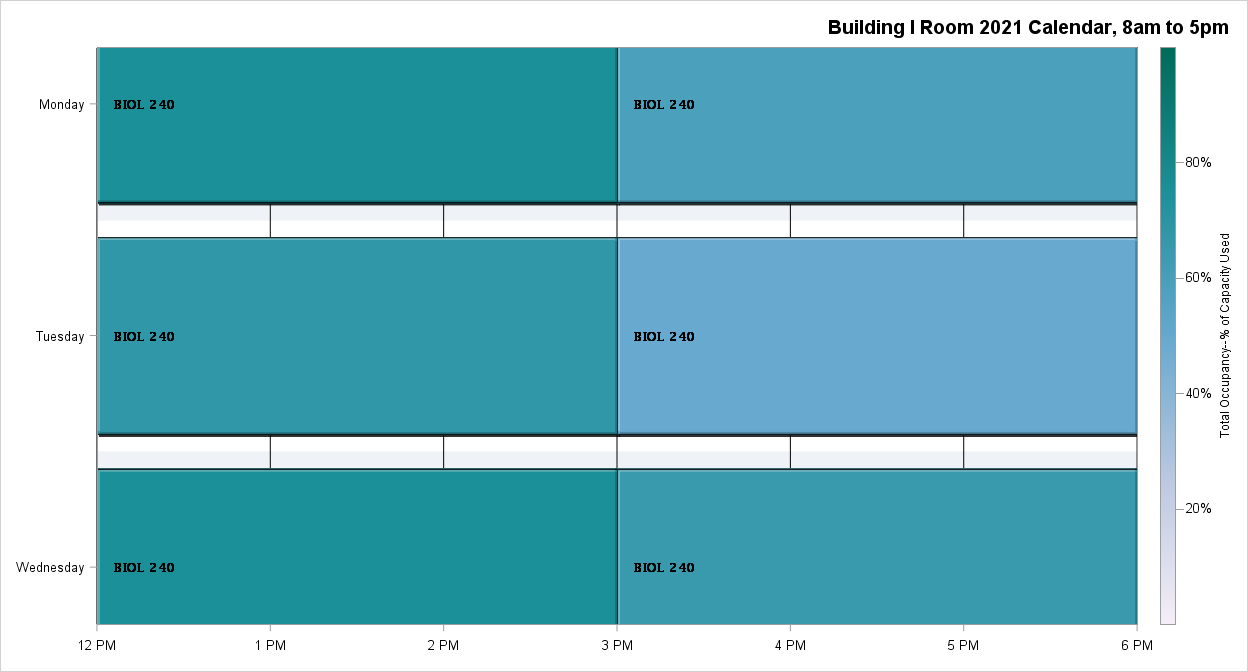 Building I Room 2021 Calendar, 8am to 5pm
Monday
BIOL 240
BIOL 240
Tuesday
BIOL 240
BIOL 240
Wednesday
BIOL 240
BIOL 240
12 PM
1 PM
2 PM
3 PM
4 PM
5 PM
6 PM
80%
60%
40%
20%
Total Occupancy--% of Capacity Used